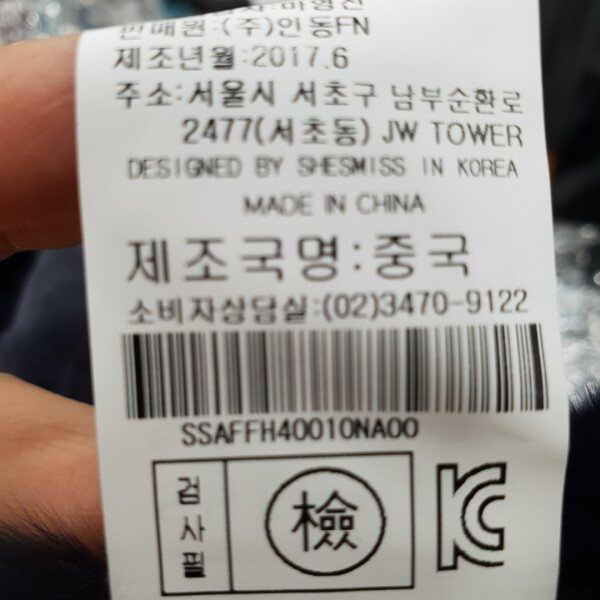 판매원:(주)인동FN
제조년월:2017.6
주소:서울시 서초구 남부순환로
2477(서초동) JW TOWER
DESIGNED BY SHESMISS IN KOREA
MADE IN CHINA
제조국명:중국
소비자상담실:(02)3470-9122
SSAFFH40010NA00
검사필
檢
KC